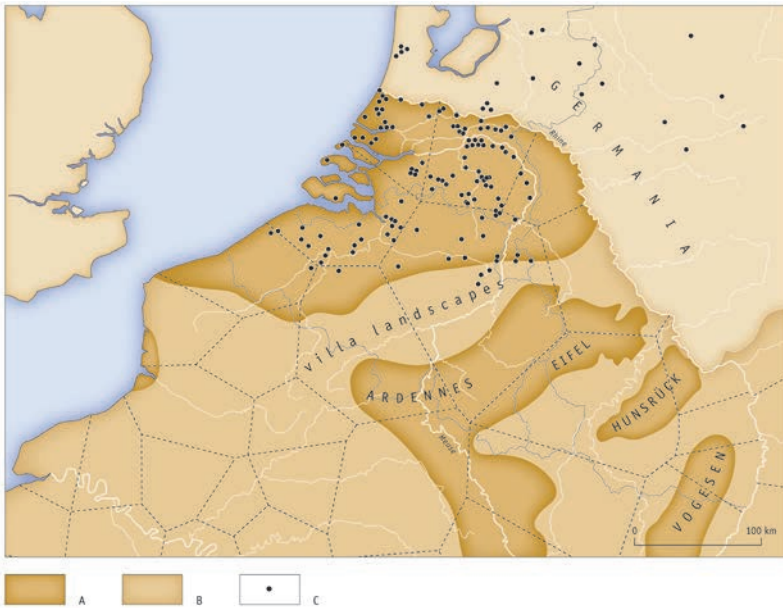 GERMANIA
Rhine
villa landscapes
EIFEL
ARDENNES
HUNSRÜCK
Meuse
VOGESEN
0 100 km
A B C